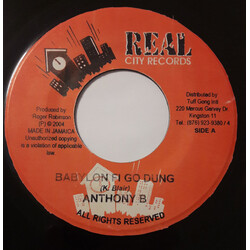 REAL
CITY RECORDS
Produced by
Roger Robinson
(P) © 2004
MADE IN JAMAICA
Unauthorized copying
is a violation of
applicable law
Distributed by
Tuff Gong Intl
220 Marcus Garvey Dr
Kingston 11
Tel: (876) 923-9380 / 4
SIDE A
BABYLON FI GO DUNG
(K. Blair)
ANTHONY B
ALL RIGHTS RESERVED